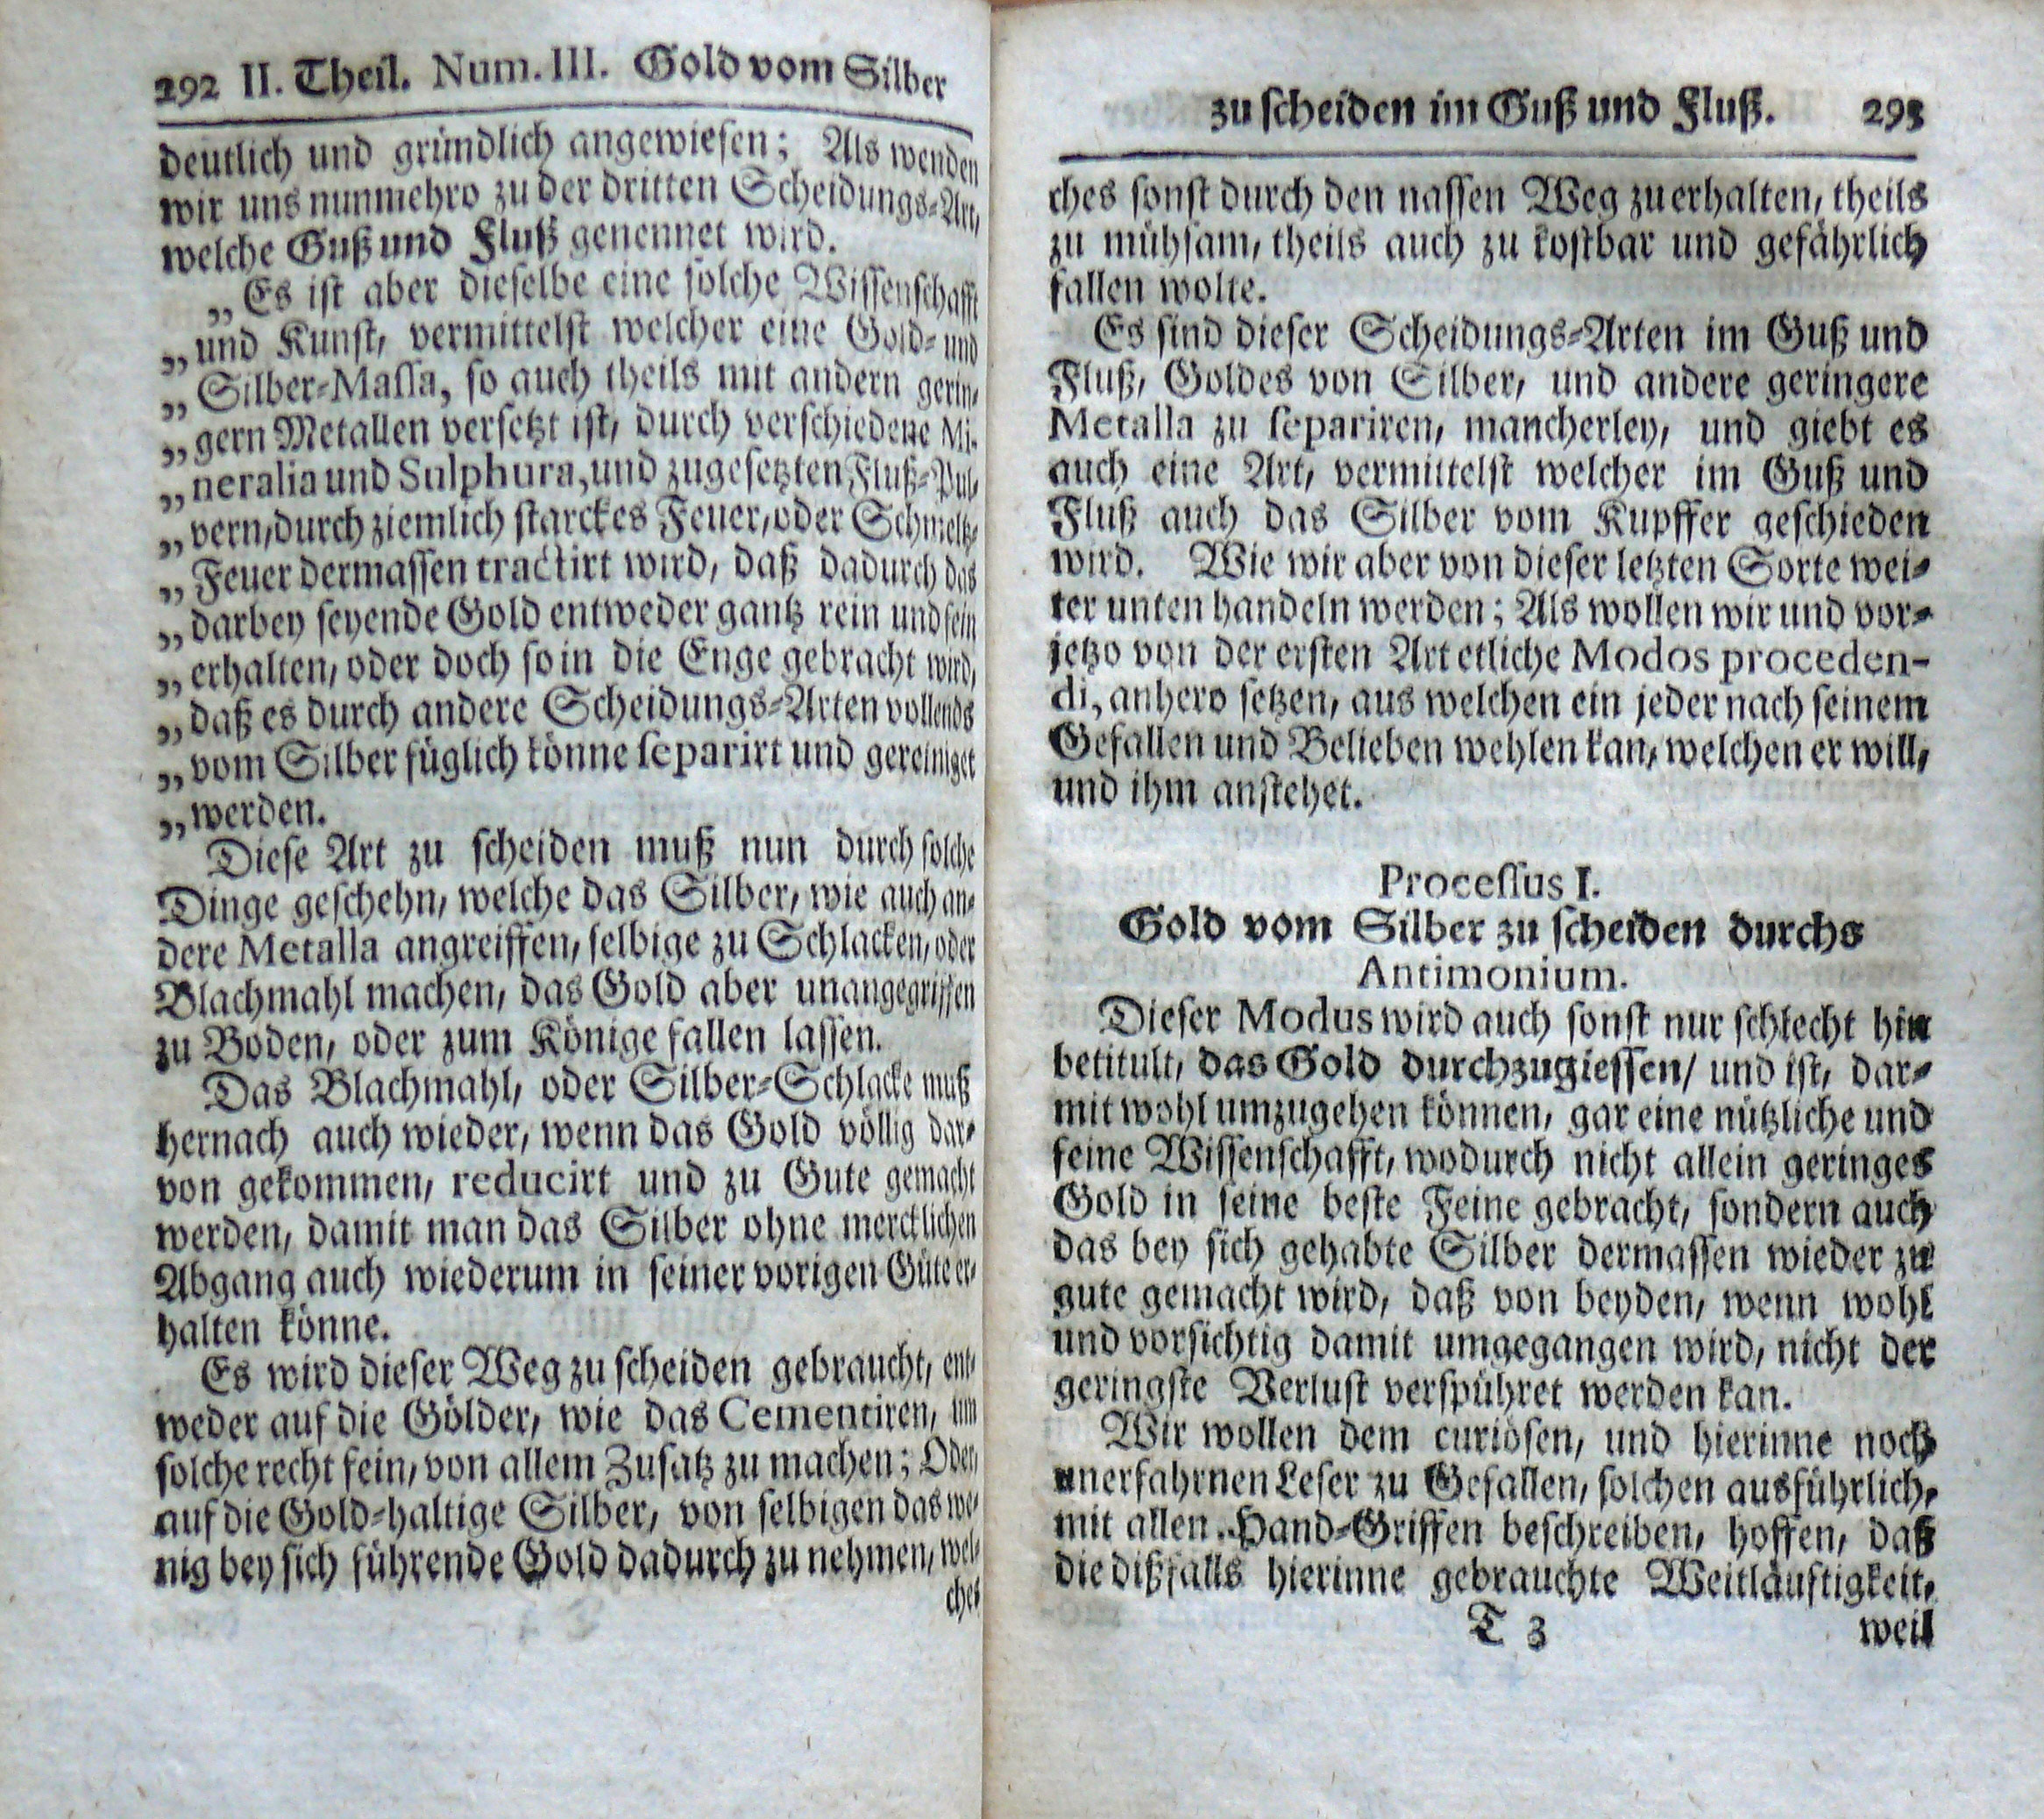 292 II. Theil. Num. III. Gold vom Silber
deutlich und gründlich angewiesen; Als wenden
wir uns nunmehro zu der dritten Scheidungs-Art,
welche Guß und Fluß genennet wird.
„Es ist aber dieselbe eine solche Wissenschafft
„und Kunst, vermittelst welcher eine Gold- und
„Silber-Massa, so auch theils mit andern gerin-
„gern Metallen versetzt ist, durch verschiedene Mi-
„neralia und Sulphura, und zugesetzten Fluß-Pul-
„vern, durch ziemlich starckes Feuer, oder Schmeltz-
„Feuer dermassen tractirt wird, daß dadurch das
„darbey seyende Gold entweder gantz rein und fein
„erhalten, oder doch so in die Enge gebracht wird,
„daß es durch andere Scheidungs-Arten vollends
„vom Silber füglich könne separirt und gereiniget
„werden.
Diese Art zu scheiden muß nun durch solche
Dinge geschehn, welche das Silber, wie auch an-
dere Metalla angreiffen, selbige zu Schlacken, oder
Blachmahl machen, das Gold aber unangegriffen
zu Boden, oder zum Könige fallen lassen.
Das Blachmahl, oder Silber-Schlacke muß
hernach auch wieder, wenn das Gold völlig dar-
von gekommen, reducirt und zu Gute gemacht
werden, damit man das Silber ohne mercklichen
Abgang auch wiederum in seiner vorigen Güte er-
halten könne.
Es wird dieser Weg zu scheiden gebraucht, ent-
weder auf die Gölder, wie das Cementiren, um
solche recht fein, von allem Zusatz zu machen; Oder,
auf die Gold-haltige Silber, von selbigen das we-
nig bey sich führende Gold dadurch zu nehmen, wel-
ches
zu scheiden im Guß und Fluß. 293
ches sonst durch den nassen Weg zu erhalten, theils
zu mühsam, theils auch zu kostbar und gefährlich
fallen wolte.
Es sind dieser Scheidungs-Arten im Guß und
Fluß, Goldes von Silber, und andere geringere
Metalla zu separiren, mancherley, und giebt es
auch eine Art, vermittelst welcher im Guß und
Fluß auch das Silber vom Kupffer geschieden
wird. Wie wir aber von dieser letzten Sorte wei-
ter unten handeln werden; Als wollen wir und vor-
jetzo von der ersten Art etliche Modos proceden-
di, anhero setzen, aus welchen ein jeder nach seinem
Gefallen und Belieben wehlen kan, welchen er will,
und ihm anstehet.
Processus I.
Gold vom Silber zu scheiden durchs
Antimonium.
Dieser Modus wird auch sonst nur schlecht hin
betitult, das Gold durchzugiessen/ und ist, dar-
mit wohl umzugehen können, gar eine nützliche und
feine Wissenschafft, wodurch nicht allein geringes
Gold in seine beste Feine gebracht, sondern auch
das bey sich gehabte Silber dermassen wieder zu
gute gemacht wird, daß von beyden, wenn wohl
und vorsichtig damit umgegangen wird, nicht der
geringste Verlust verspühret werden kan.
Wir wollen dem curiösen, und hierinne noch
unerfahrnen Leser zu Gefallen, solchen ausführlich,
mit allen Hand-Griffen beschreiben, hoffen, daß
die dißfalls hierinne gebrauchte Weitläuftigkeit,
T 3 weil